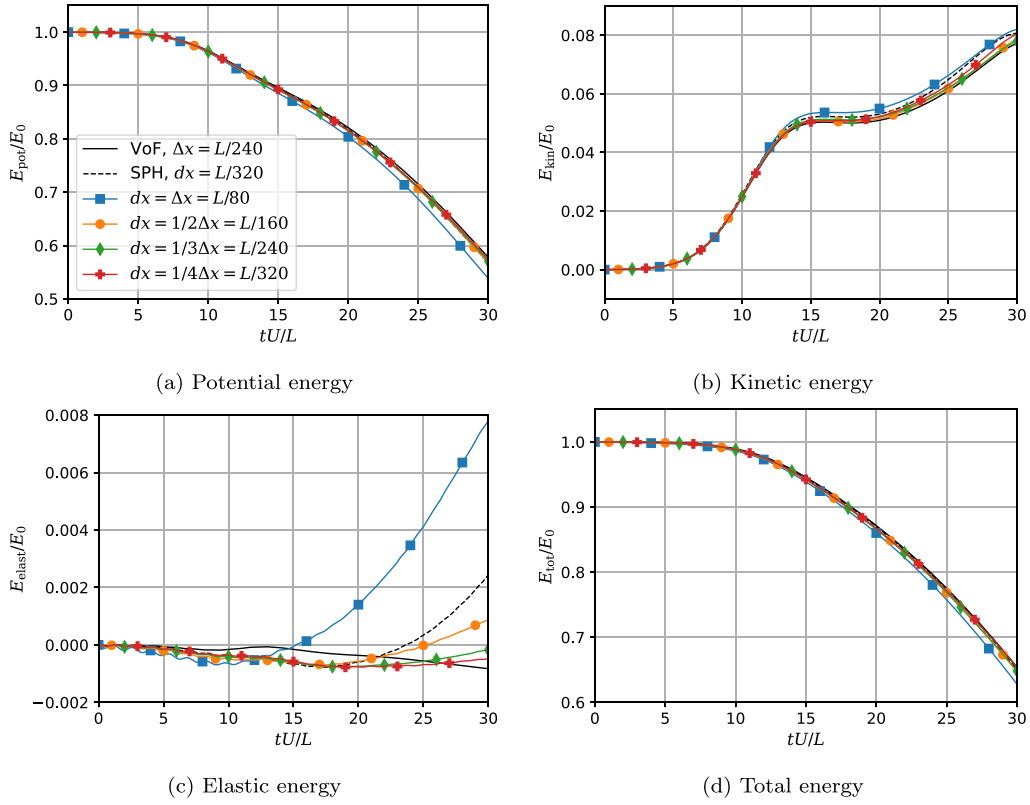 1.0
0.9
0.8
0.7
0.6
0.5
E_pot/E_0
VoF, Δx = L/240
SPH, dx = L/320
dx = Δx = L/80
dx = 1/2Δx = L/160
dx = 1/3Δx = L/240
dx = 1/4Δx = L/320
0 5 10 15 20 25 30
tU/L
(a) Potential energy
0.08
0.06
0.04
0.02
0.00
E_kin/E_0
0 5 10 15 20 25 30
tU/L
(b) Kinetic energy
0.008
0.006
0.004
0.002
0.000
−0.002
E_elast/E_0
0 5 10 15 20 25 30
tU/L
(c) Elastic energy
1.0
0.9
0.8
0.7
0.6
E_tot/E_0
0 5 10 15 20 25 30
tU/L
(d) Total energy